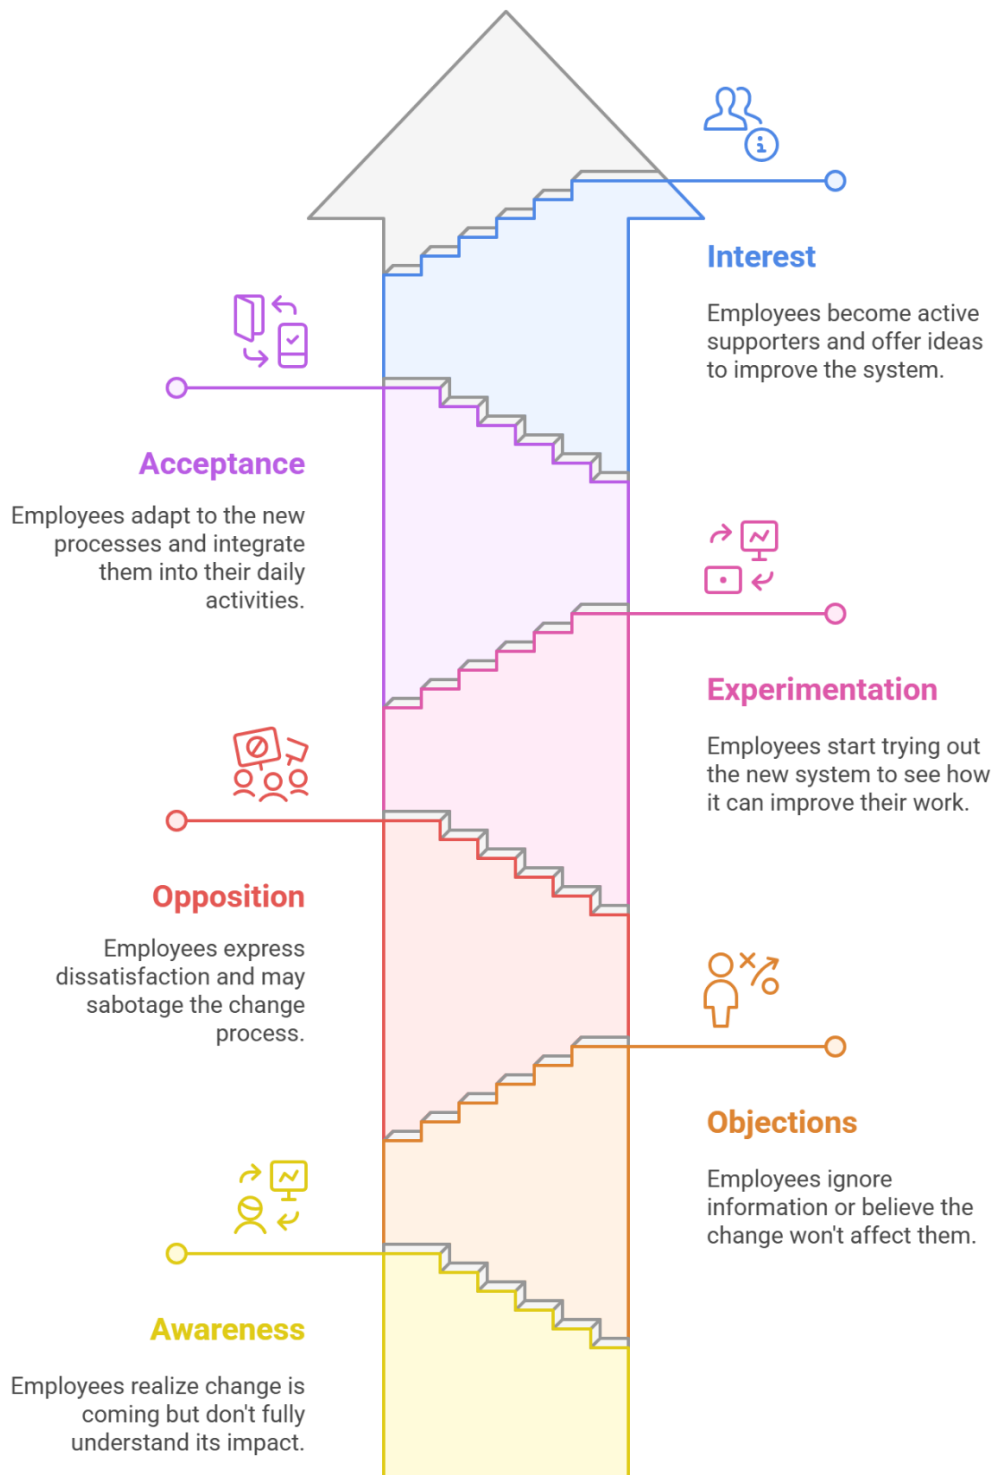 Interest
Employees become active
supporters and offer ideas
to improve the system.
Acceptance
Employees adapt to the new
processes and integrate
them into their daily
activities.
Experimentation
Employees start trying out
the new system to see how
it can improve their work.
Opposition
Employees express
dissatisfaction and may
sabotage the change
process.
Objections
Employees ignore
information or believe the
change won't affect them.
Awareness
Employees realize change is
coming but don't fully
understand its impact.